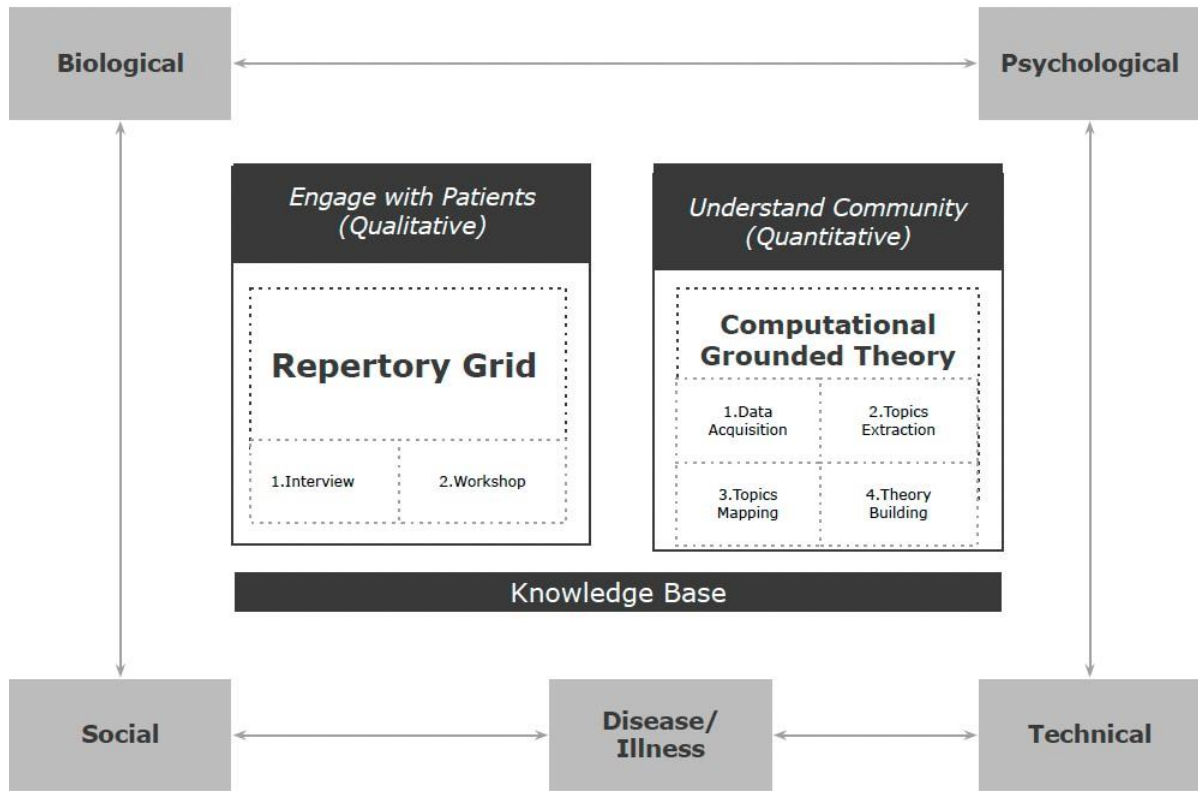 Biological
Psychological
Engage with Patients
(Qualitative)
Understand Community
(Quantitative)
Repertory Grid
1.Interview
2.Workshop
Computational
Grounded Theory
1.Data
Acquisition
2.Topics
Extraction
3.Topics
Mapping
4.Theory
Building
Knowledge Base
Social
Disease/
Illness
Technical